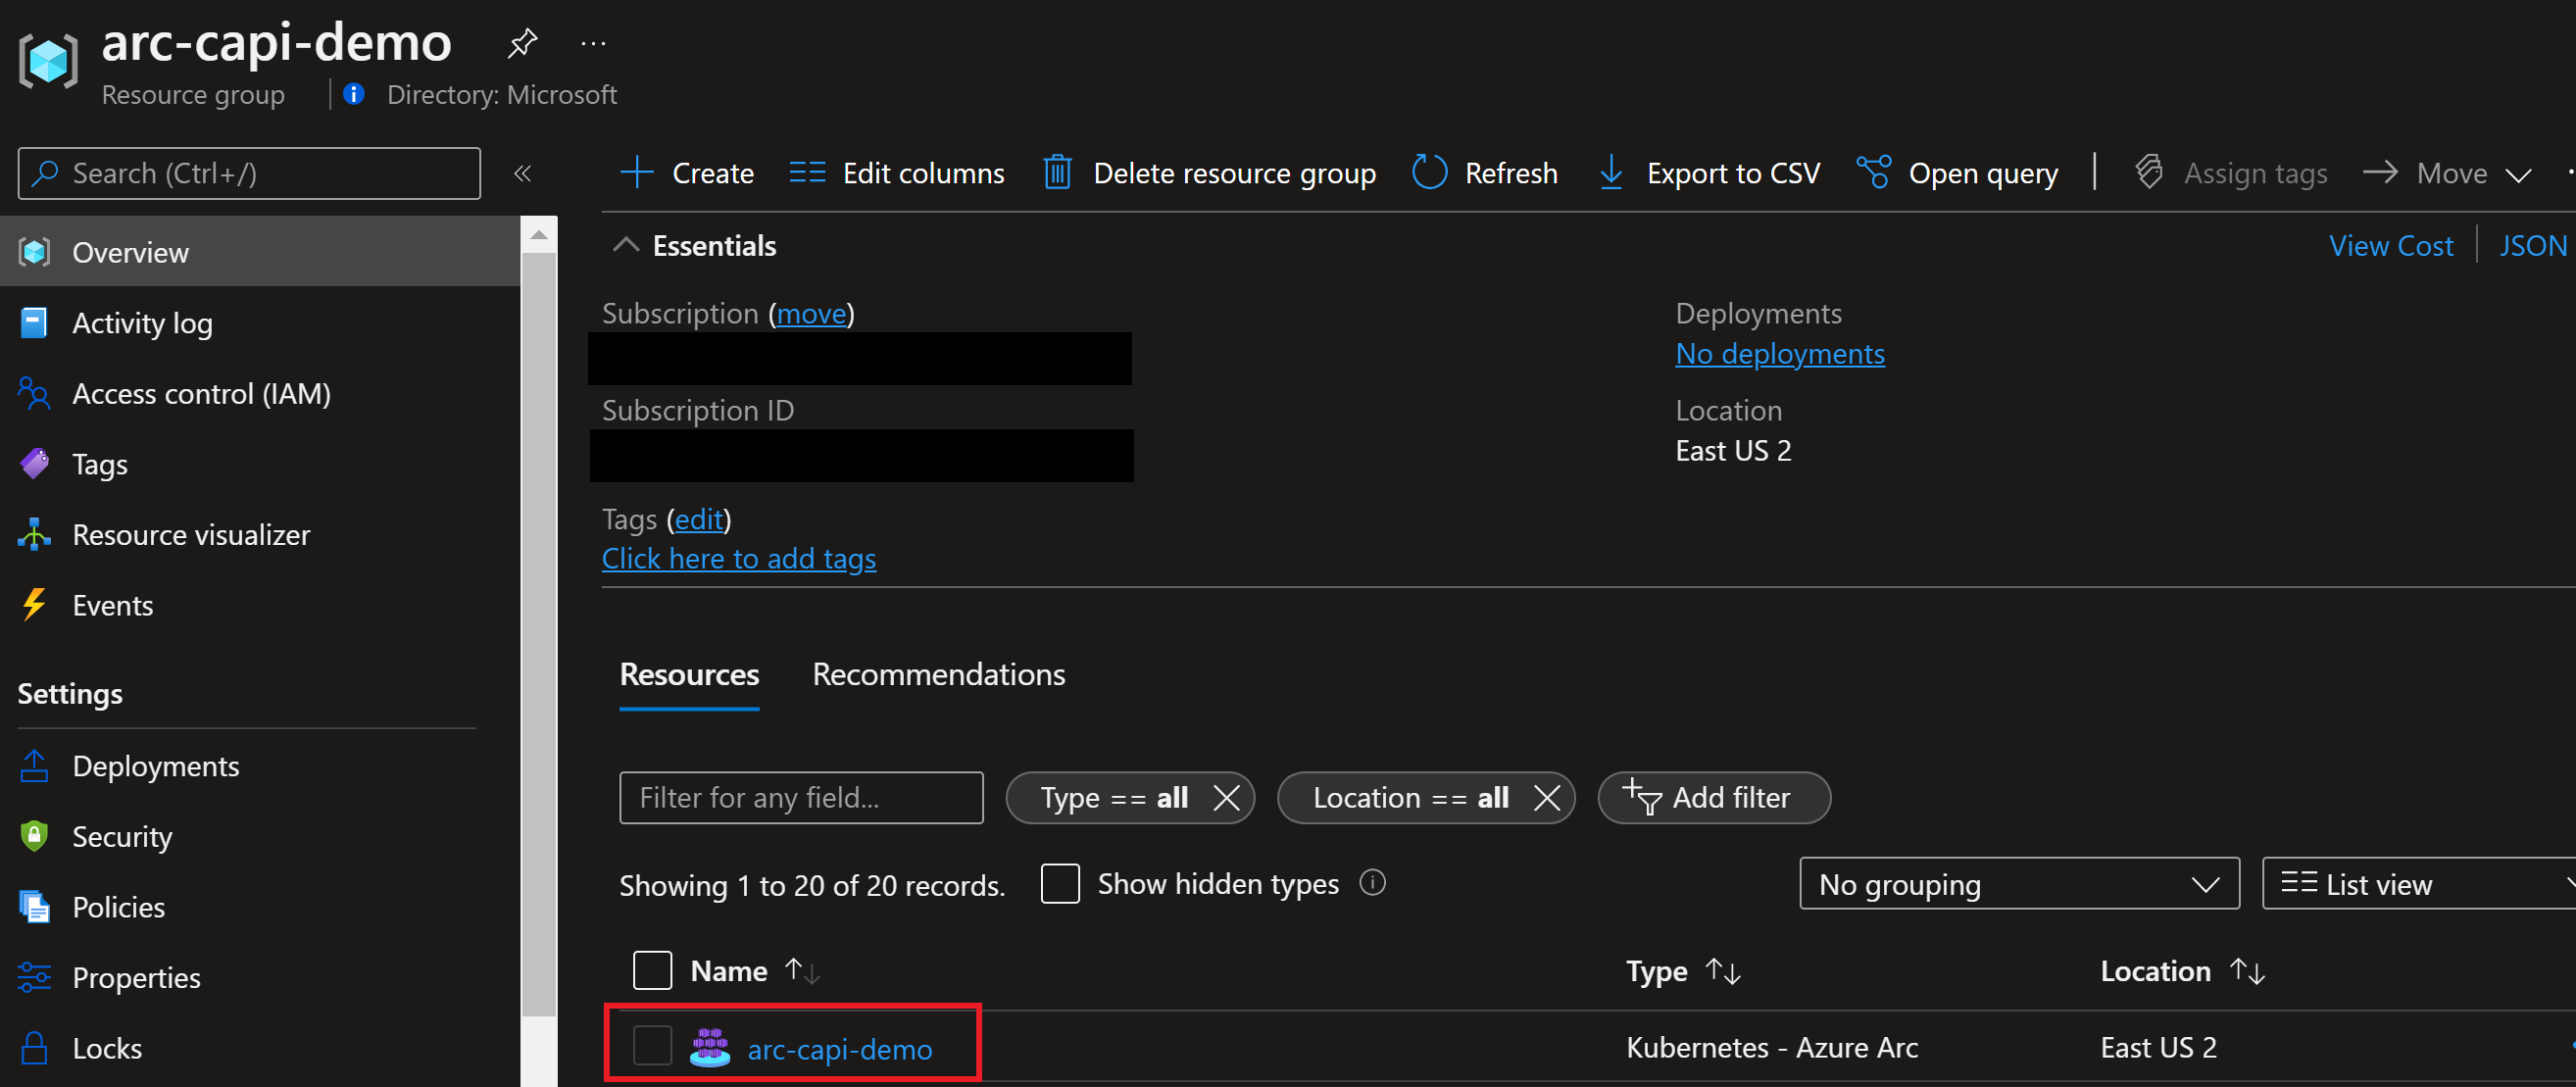 arc-capi-demo ...
Resource group | Directory: Microsoft
Search (Ctrl+/) «
Create Edit columns Delete resource group Refresh Export to CSV Open query Assign tags Move
Overview
Activity log
Access control (IAM)
Tags
Resource visualizer
Events
Settings
Deployments
Security
Policies
Properties
Locks
Essentials
View Cost JSON
Subscription (move)
Deployments
No deployments
Subscription ID
Location
East US 2
Tags (edit)
Click here to add tags
Resources Recommendations
Filter for any field... Type == all Location == all Add filter
Showing 1 to 20 of 20 records. Show hidden types No grouping List view
Name Type Location
arc-capi-demo Kubernetes - Azure Arc East US 2